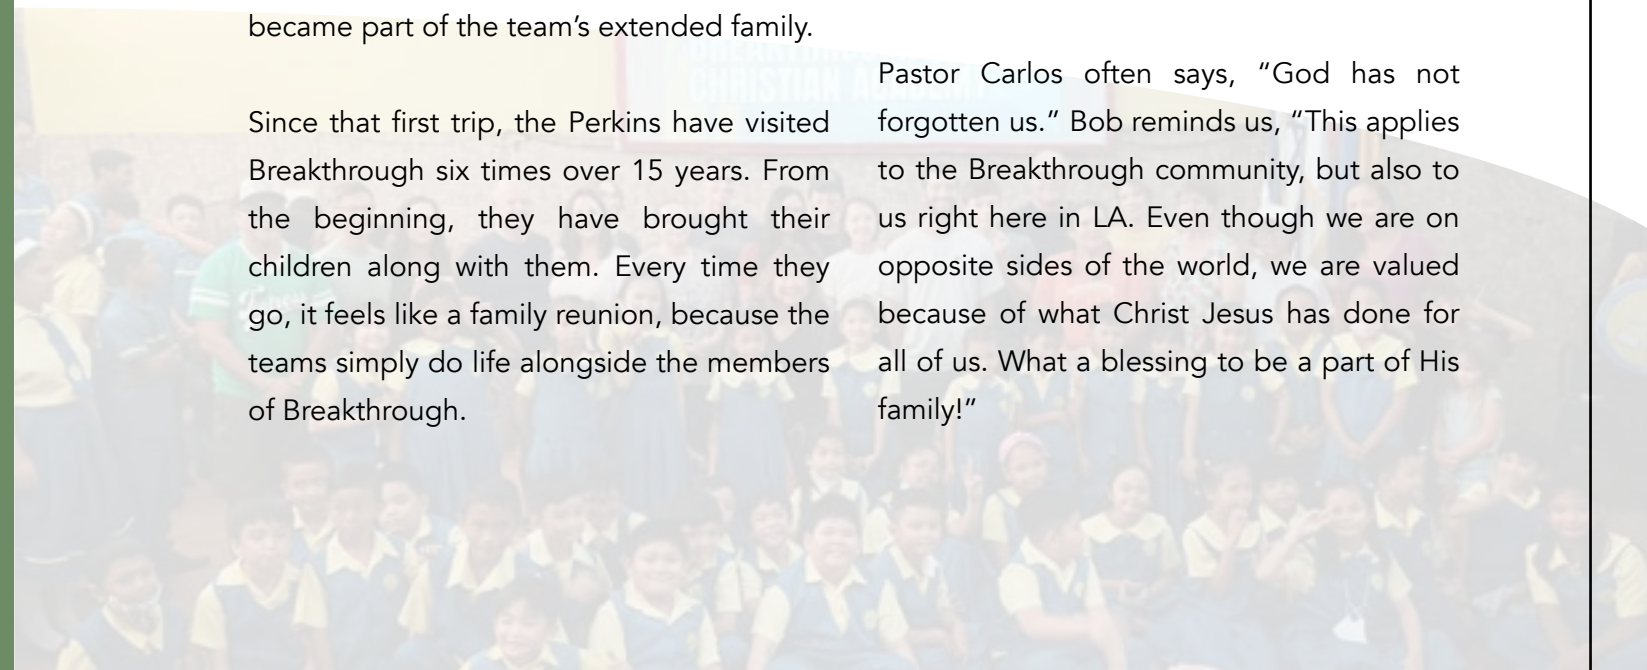 became part of the team’s extended family.
Since that first trip, the Perkins have visited
Breakthrough six times over 15 years. From
the beginning, they have brought their
children along with them. Every time they
go, it feels like a family reunion, because the
teams simply do life alongside the members
of Breakthrough.
Pastor Carlos often says, “God has not
forgotten us.” Bob reminds us, “This applies
to the Breakthrough community, but also to
us right here in LA. Even though we are on
opposite sides of the world, we are valued
because of what Christ Jesus has done for
all of us. What a blessing to be a part of His
family!”
BREAKTHROUGH
CHRISTIAN ACADEMY